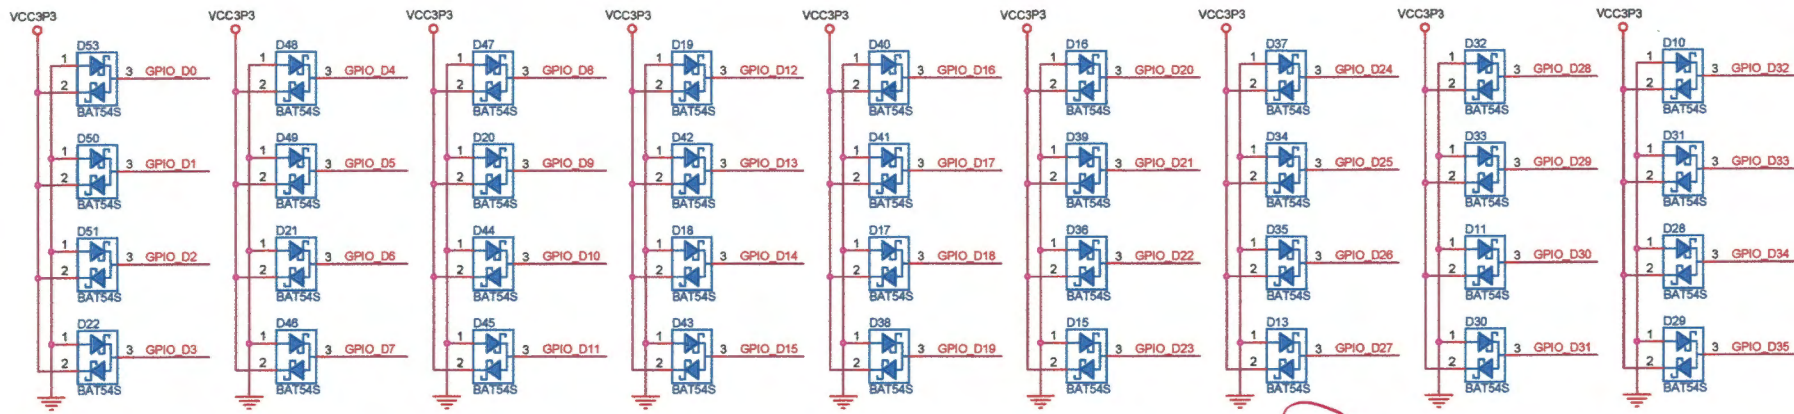 VCC3P3 VCC3P3 VCC3P3 VCC3P3 VCC3P3 VCC3P3 VCC3P3 VCC3P3 VCC3P3
D53 D48 D47 D19 D40 D16 D37 D32 D10
1 1 1 1 1 1 1 1 1
3 GPIO_D0 3 GPIO_D4 3 GPIO_D8 3 GPIO_D12 3 GPIO_D16 3 GPIO_D20 3 GPIO_D24 3 GPIO_D28 3 GPIO_D32
2 2 2 2 2 2 2 2 2
BAT54S BAT54S BAT54S BAT54S BAT54S BAT54S BAT54S BAT54S BAT54S
D50 D49 D20 D42 D41 D39 D34 D33 D31
1 1 1 1 1 1 1 1 1
3 GPIO_D1 3 GPIO_D5 3 GPIO_D9 3 GPIO_D13 3 GPIO_D17 3 GPIO_D21 3 GPIO_D25 3 GPIO_D29 3 GPIO_D33
2 2 2 2 2 2 2 2 2
BAT54S BAT54S BAT54S BAT54S BAT54S BAT54S BAT54S BAT54S BAT54S
D51 D21 D44 D18 D17 D36 D35 D11 D28
1 1 1 1 1 1 1 1 1
3 GPIO_D2 3 GPIO_D6 3 GPIO_D10 3 GPIO_D14 3 GPIO_D18 3 GPIO_D22 3 GPIO_D26 3 GPIO_D30 3 GPIO_D34
2 2 2 2 2 2 2 2 2
BAT54S BAT54S BAT54S BAT54S BAT54S BAT54S BAT54S BAT54S BAT54S
D22 D46 D45 D43 D38 D15 D13 D30 D29
1 1 1 1 1 1 1 1 1
3 GPIO_D3 3 GPIO_D7 3 GPIO_D11 3 GPIO_D15 3 GPIO_D19 3 GPIO_D23 3 GPIO_D27 3 GPIO_D31 3 GPIO_D35
2 2 2 2 2 2 2 2 2
BAT54S BAT54S BAT54S BAT54S BAT54S BAT54S BAT54S BAT54S BAT54S